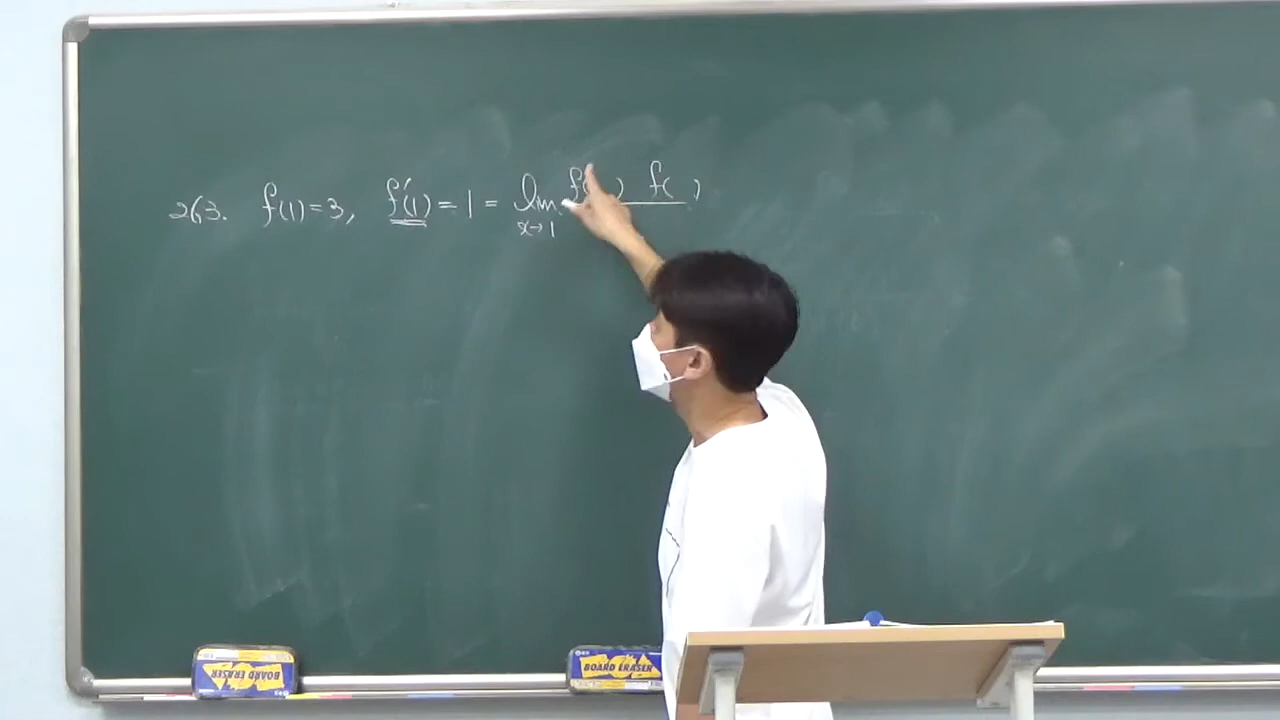 263. f(1)=3, f'(1) = 1 = lim f( ) f( )
x→1
BOARD ERASER
BOARD ERASER